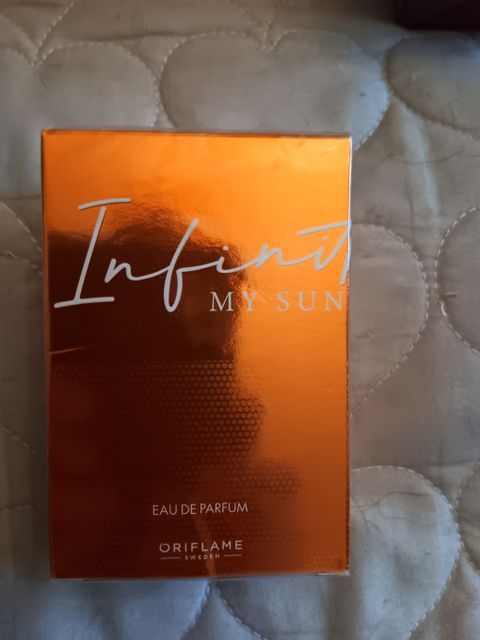 Infinit
MY SUN
EAU DE PARFUM
ORIFLAME
SWEDEN